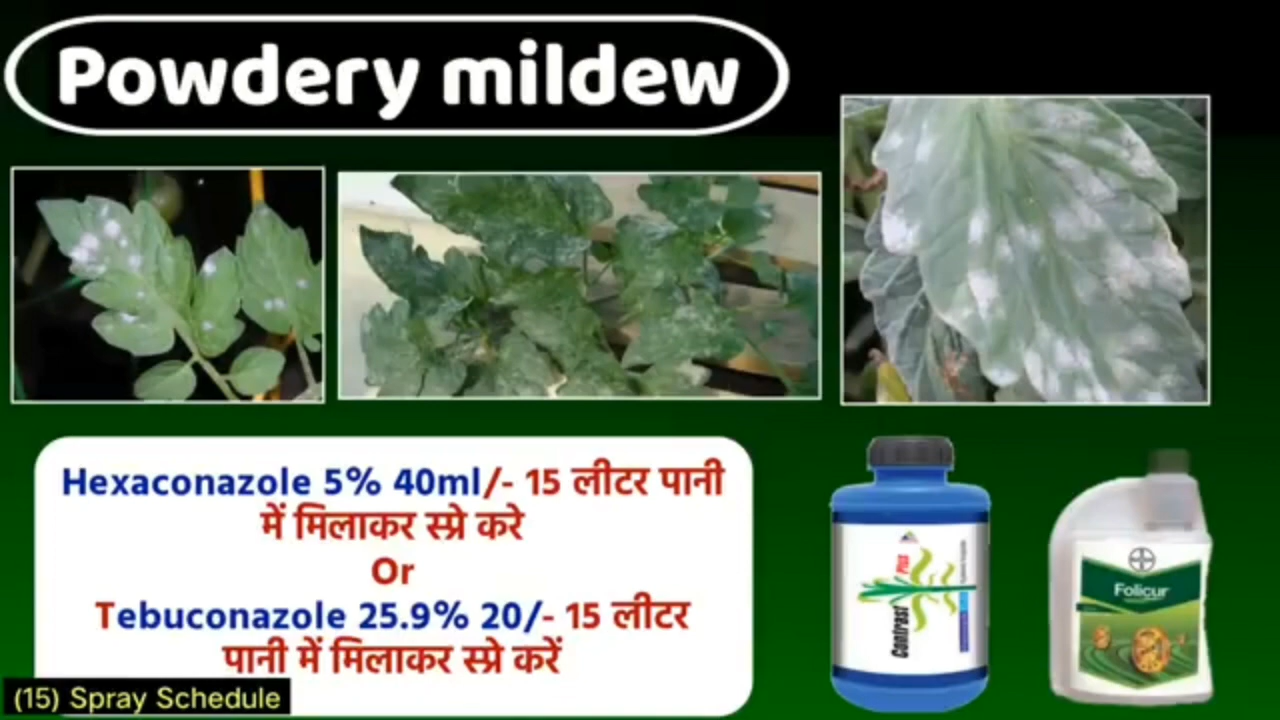 Powdery mildew
Hexaconazole 5% 40ml/- 15 लीटर पानी
में मिलाकर स्प्रे करे
Or
Tebuconazole 25.9% 20/- 15 लीटर
पानी में मिलाकर स्प्रे करें
Contrast PLUS
Folicur
(15) Spray Schedule